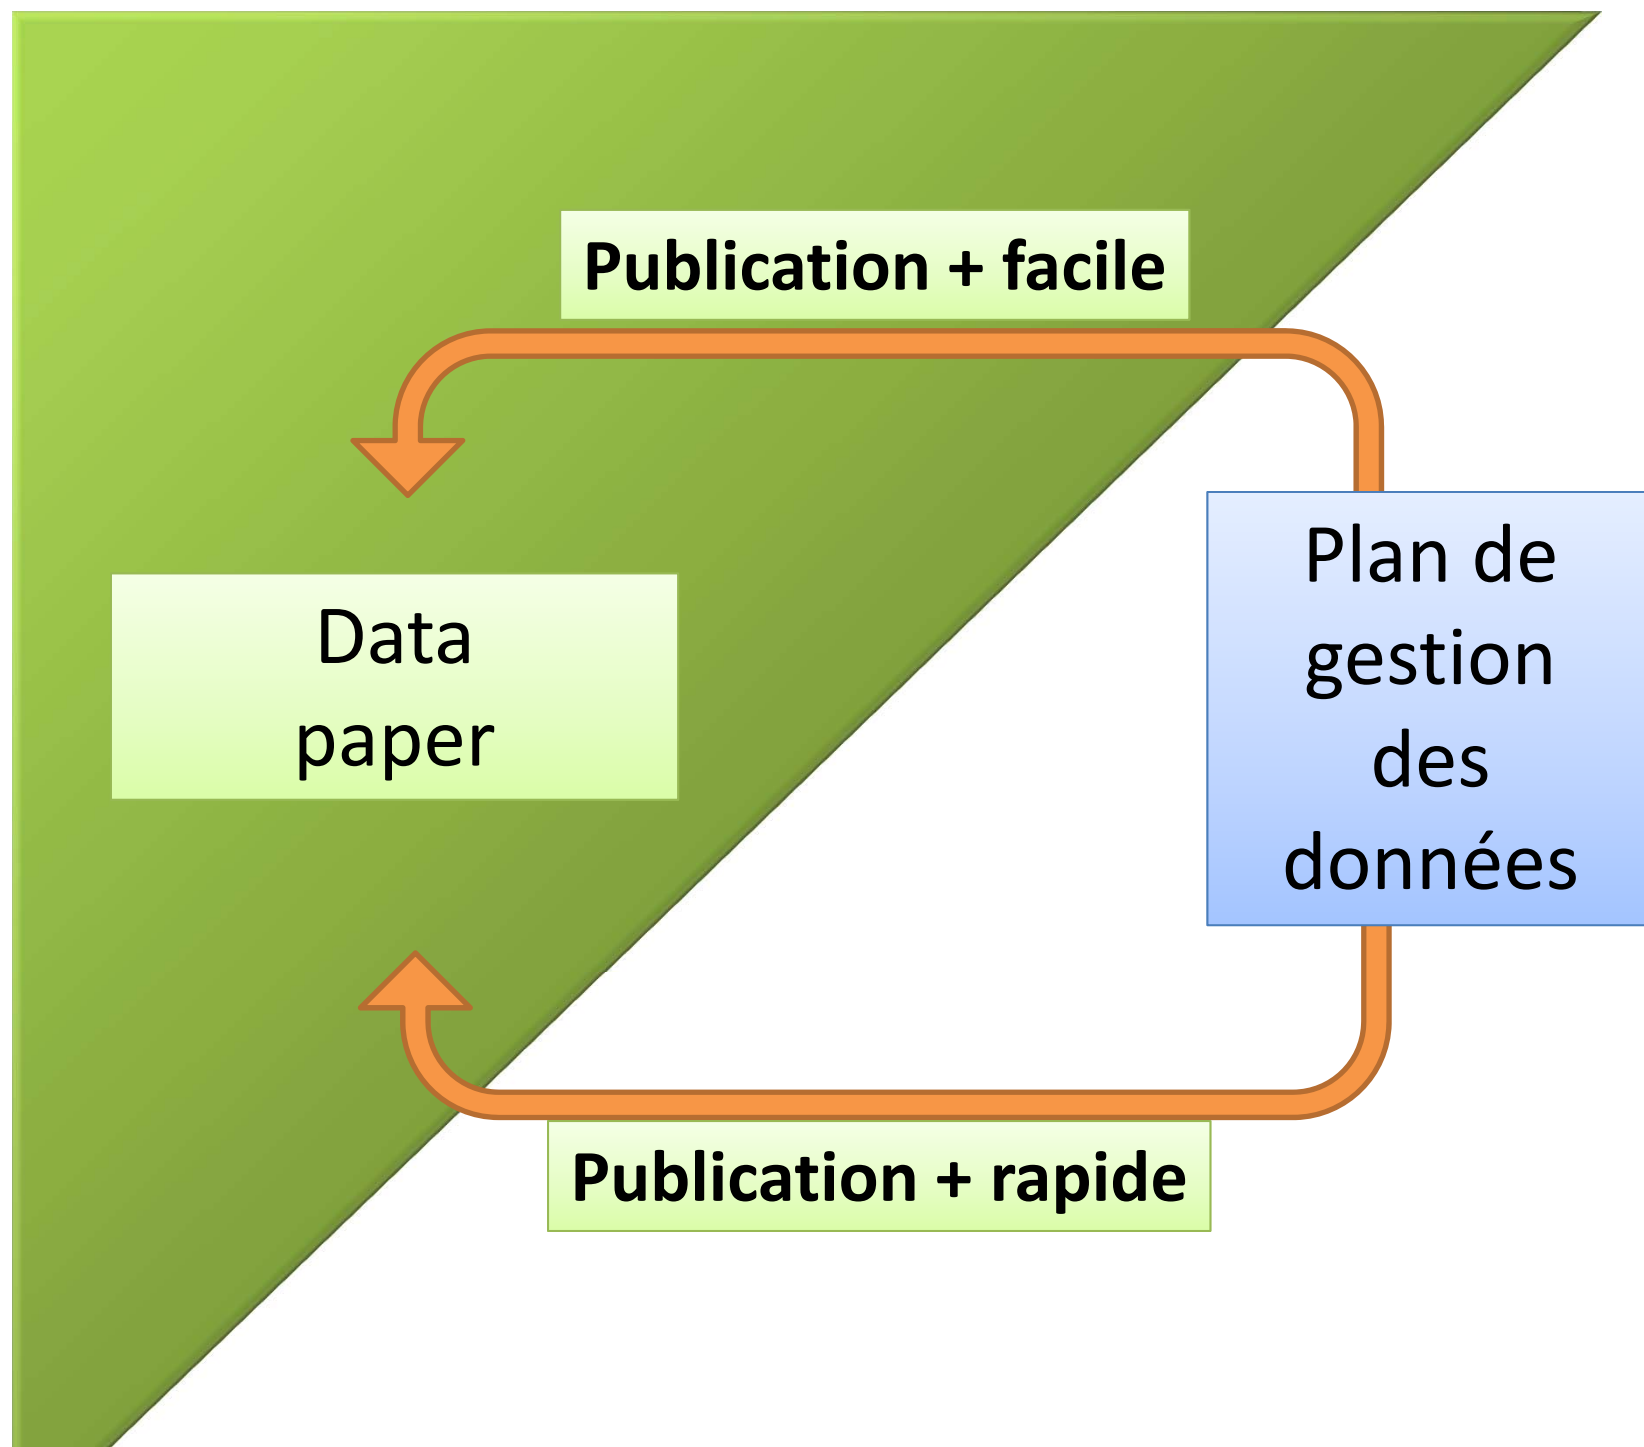 Publication + facile
Data
paper
Plan de
gestion
des
données
Publication + rapide